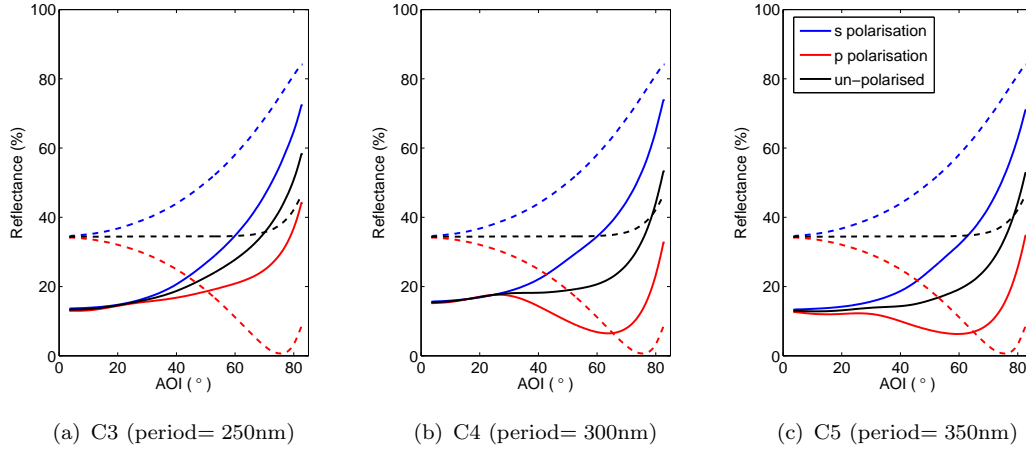 100
80
60
40
20
0
Reflectance (%)
0 20 40 60 80
AOI ( ° )
(a) C3 (period= 250nm)
100
80
60
40
20
0
Reflectance (%)
0 20 40 60 80
AOI ( ° )
(b) C4 (period= 300nm)
100
80
60
40
20
0
Reflectance (%)
0 20 40 60 80
AOI ( ° )
s polarisation
p polarisation
un-polarised
(c) C5 (period= 350nm)